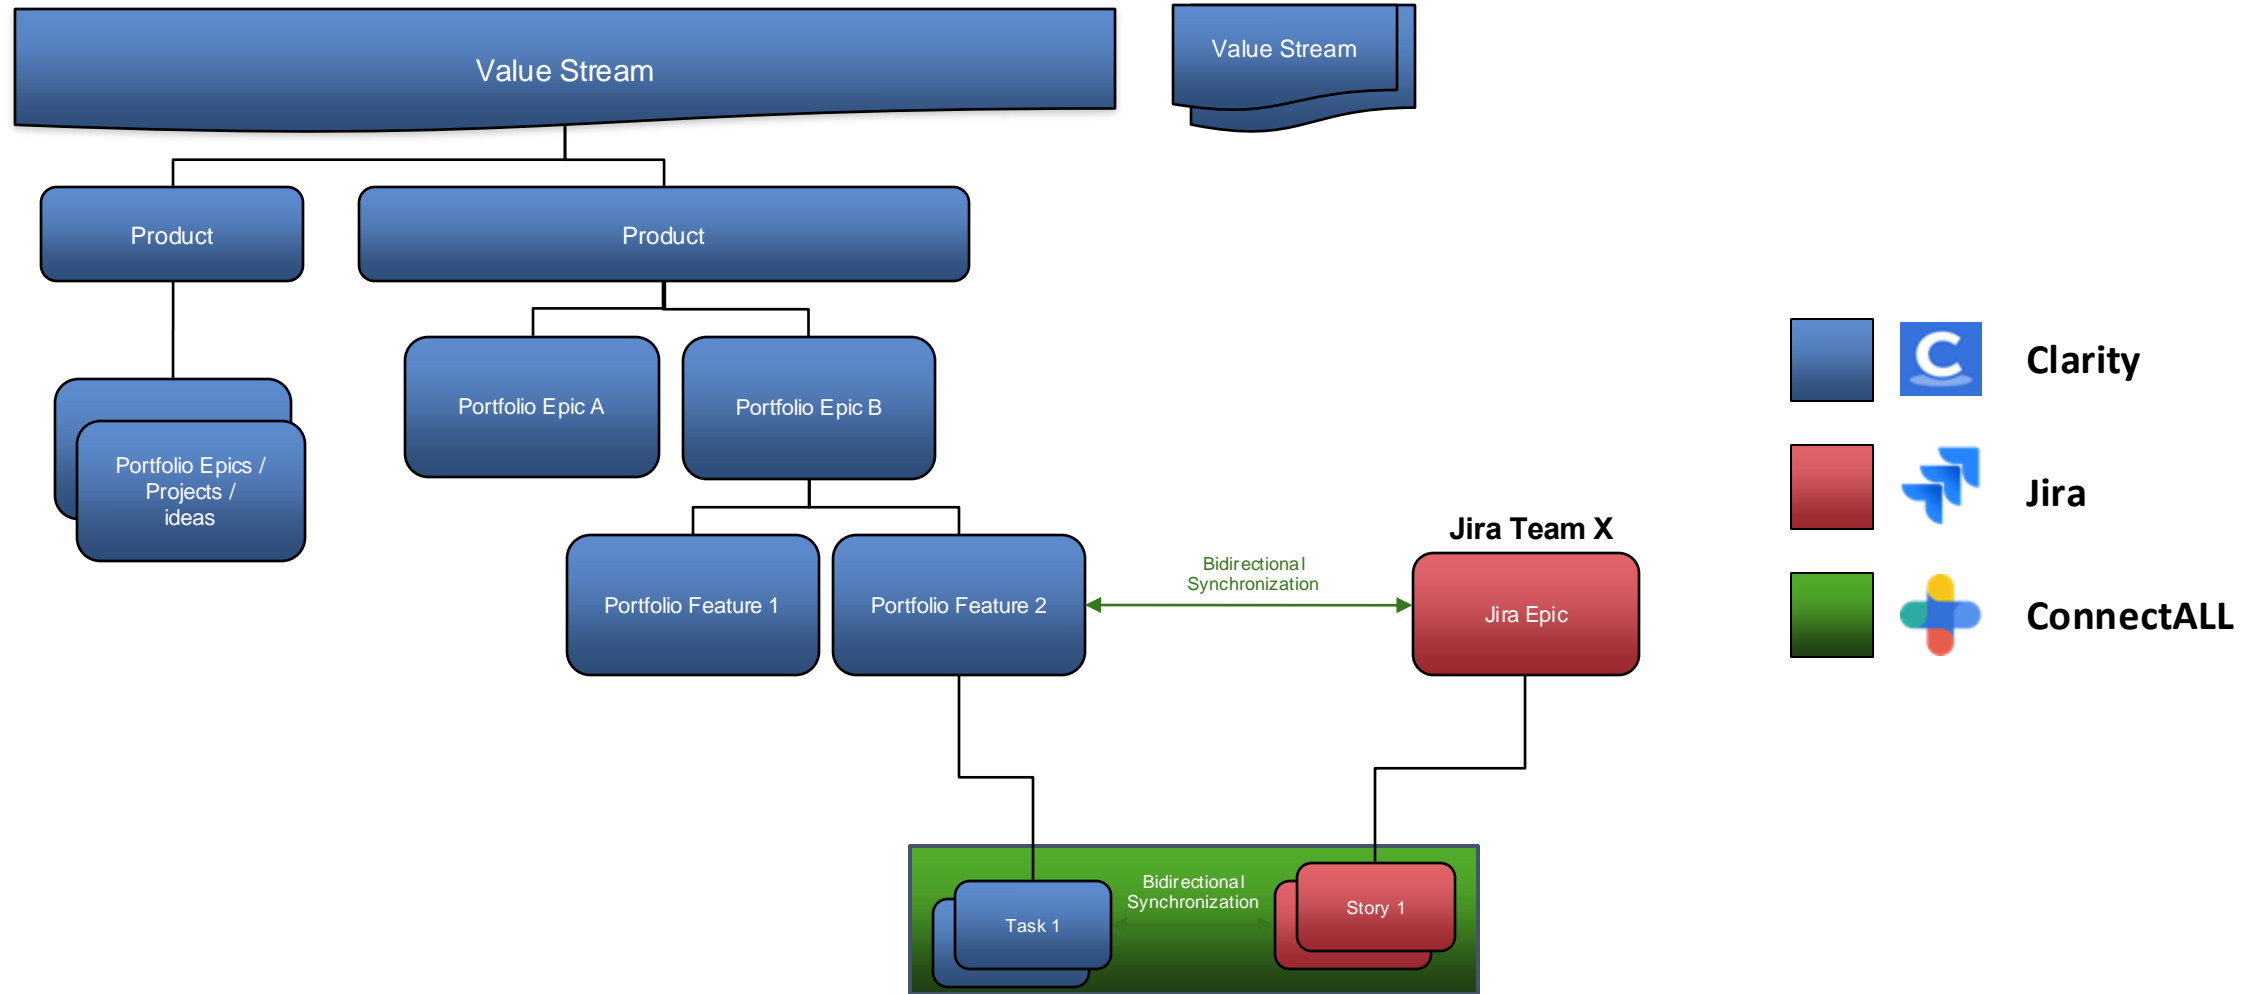 Value Stream
Value Stream
Product
Product
Portfolio Epic A
Portfolio Epic B
Portfolio Epics /
Projects /
ideas
Portfolio Feature 1
Portfolio Feature 2
Bidirectional
Synchronization
Jira Team X
Jira Epic
Task 1
Bidirectional
Synchronization
Story 1
Clarity
Jira
ConnectALL